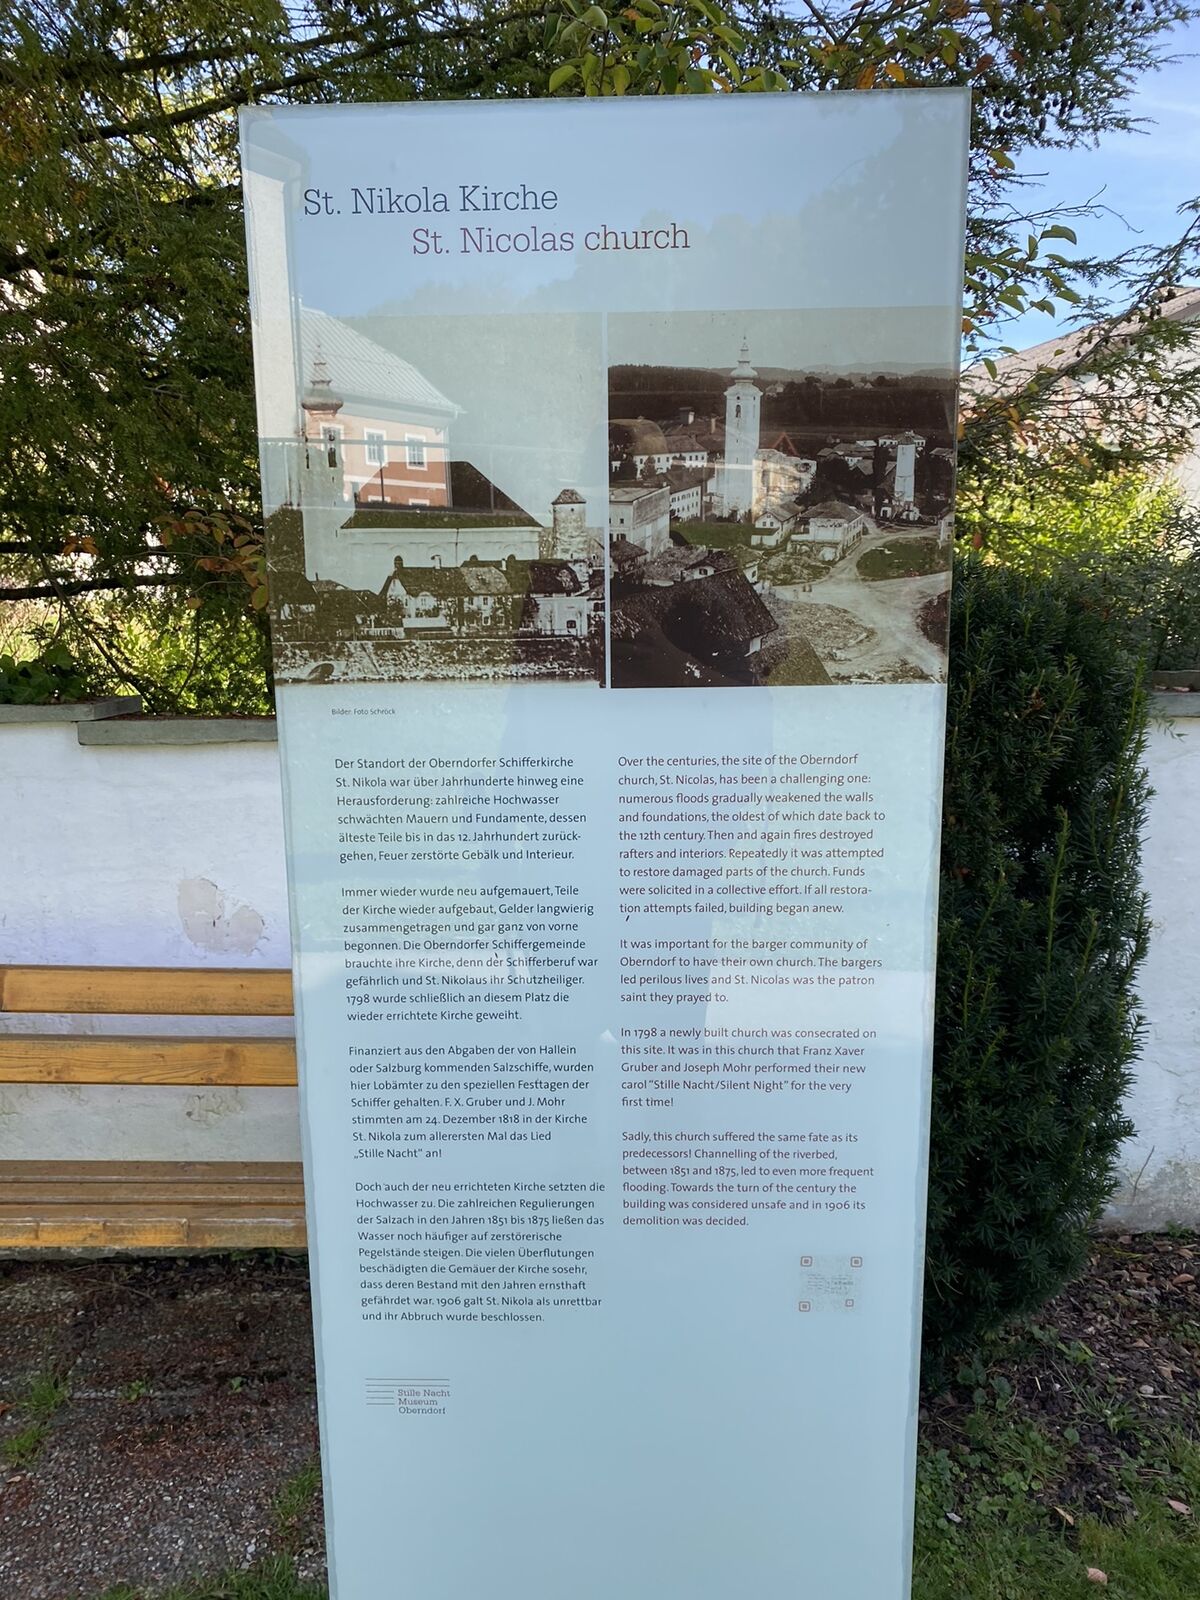 St. Nikola Kirche
St. Nicolas church
Bilder: Foto Schröck
Der Standort der Oberndorfer Schifferkirche
St. Nikola war über Jahrhunderte hinweg eine
Herausforderung: zahlreiche Hochwasser
schwächten Mauern und Fundamente, dessen
älteste Teile bis in das 12. Jahrhundert zurück-
gehen, Feuer zerstörte Gebälk und Interieur.
Immer wieder wurde neu aufgemauert, Teile
der Kirche wieder aufgebaut, Gelder langwierig
zusammengetragen und gar ganz von vorne
begonnen. Die Oberndorfer Schiffergemeinde
brauchte ihre Kirche, denn der Schifferberuf war
gefährlich und St. Nikolaus ihr Schutzheiliger.
1798 wurde schließlich an diesem Platz die
wieder errichtete Kirche geweiht.
Finanziert aus den Abgaben der von Hallein
oder Salzburg kommenden Salzschiffe, wurden
hier Lobämter zu den speziellen Festtagen der
Schiffer gehalten. F. X. Gruber und J. Mohr
stimmten am 24. Dezember 1818 in der Kirche
St. Nikola zum allerersten Mal das Lied
„Stille Nacht“ an!
Doch auch der neu errichteten Kirche setzten die
Hochwasser zu. Die zahlreichen Regulierungen
der Salzach in den Jahren 1851 bis 1875 ließen das
Wasser noch häufiger auf zerstörerische
Pegelstände steigen. Die vielen Überflutungen
beschädigten die Gemäuer der Kirche sosehr,
dass deren Bestand mit den Jahren ernsthaft
gefährdet war. 1906 galt St. Nikola als unrettbar
und ihr Abbruch wurde beschlossen.
Over the centuries, the site of the Oberndorf
church, St. Nicolas, has been a challenging one:
numerous floods gradually weakened the walls
and foundations, the oldest of which date back to
the 12th century. Then and again fires destroyed
rafters and interiors. Repeatedly it was attempted
to restore damaged parts of the church. Funds
were solicited in a collective effort. If all restora-
tion attempts failed, building began anew.
It was important for the barger community of
Oberndorf to have their own church. The bargers
led perilous lives and St. Nicolas was the patron
saint they prayed to.
In 1798 a newly built church was consecrated on
this site. It was in this church that Franz Xaver
Gruber and Joseph Mohr performed their new
carol "Stille Nacht/Silent Night" for the very
first time!
Sadly, this church suffered the same fate as its
predecessors! Channelling of the riverbed,
between 1851 and 1875, led to even more frequent
flooding. Towards the turn of the century the
building was considered unsafe and in 1906 its
demolition was decided.
Stille Nacht
Museum
Oberndorf